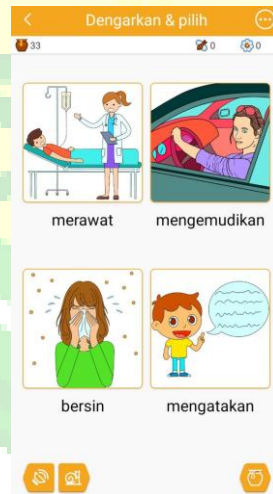 Dengarkan & pilih
33 0 0
merawat mengemudikan
bersin mengatakan